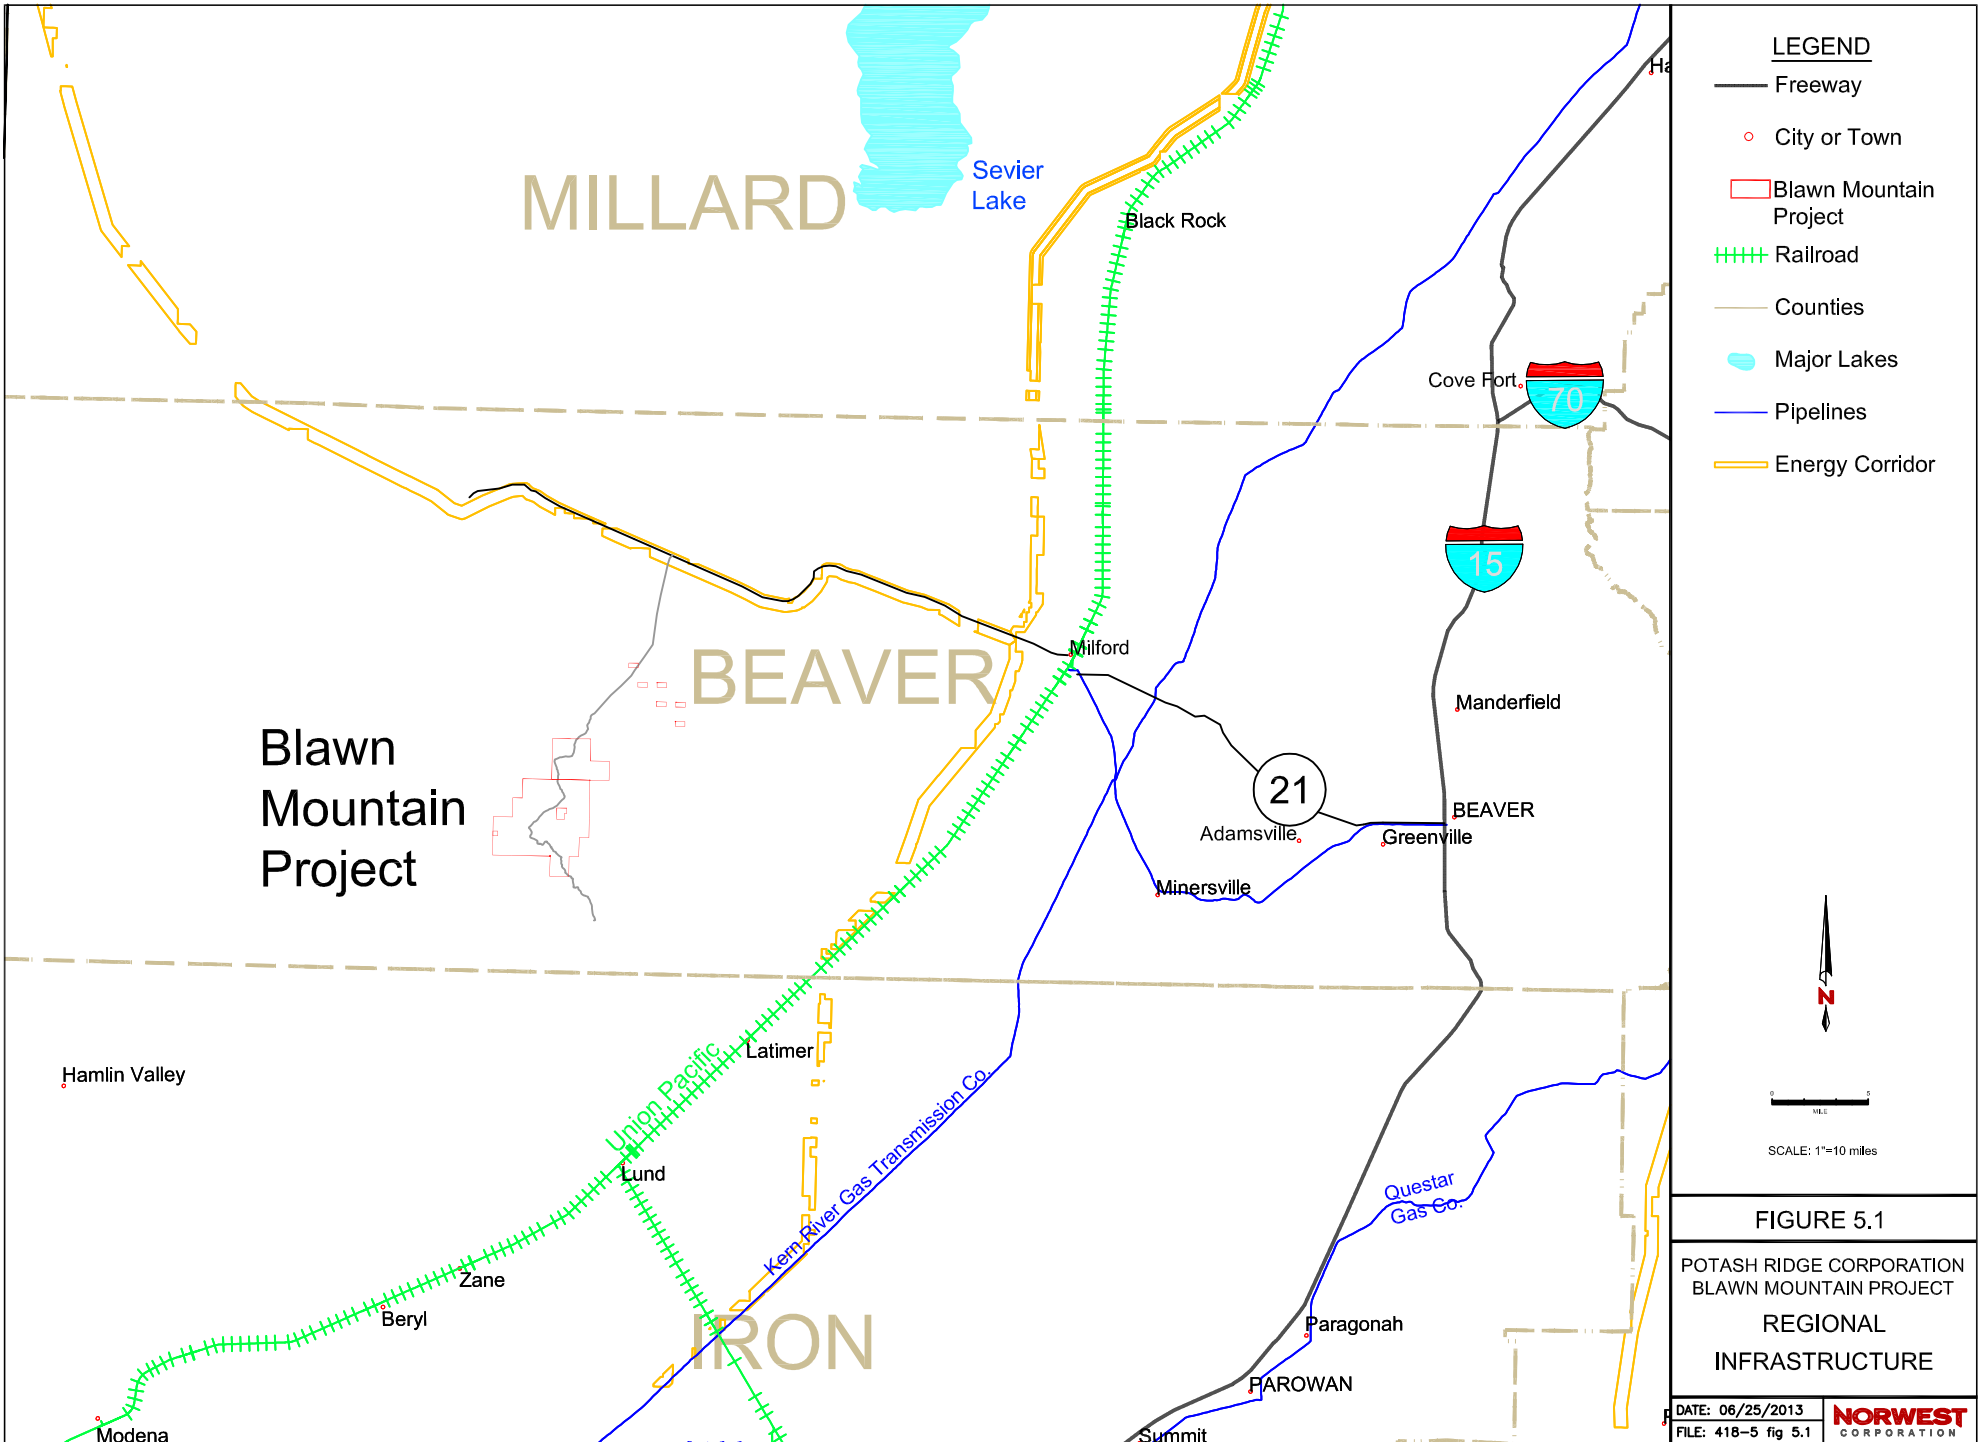 MILLARD
Sevier
Lake
Black Rock
Cove Fort
70
15
Milford
BEAVER
Manderfield
Blawn
Mountain
Project
21
BEAVER
Adamsville
Greenville
Minersville
Latimer
Hamlin Valley
Union Pacific
Kern River Gas Transmission Co.
Lund
Questar
Gas Co.
Zane
Beryl
IRON
Paragonah
PAROWAN
Modena
Summit
Ha
LEGEND
Freeway
City or Town
Blawn Mountain
Project
Railroad
Counties
Major Lakes
Pipelines
Energy Corridor
N
0 5
MILE
SCALE: 1"=10 miles
FIGURE 5.1
POTASH RIDGE CORPORATION
BLAWN MOUNTAIN PROJECT
REGIONAL
INFRASTRUCTURE
DATE: 06/25/2013
FILE: 418-5 fig 5.1
NORWEST
CORPORATION